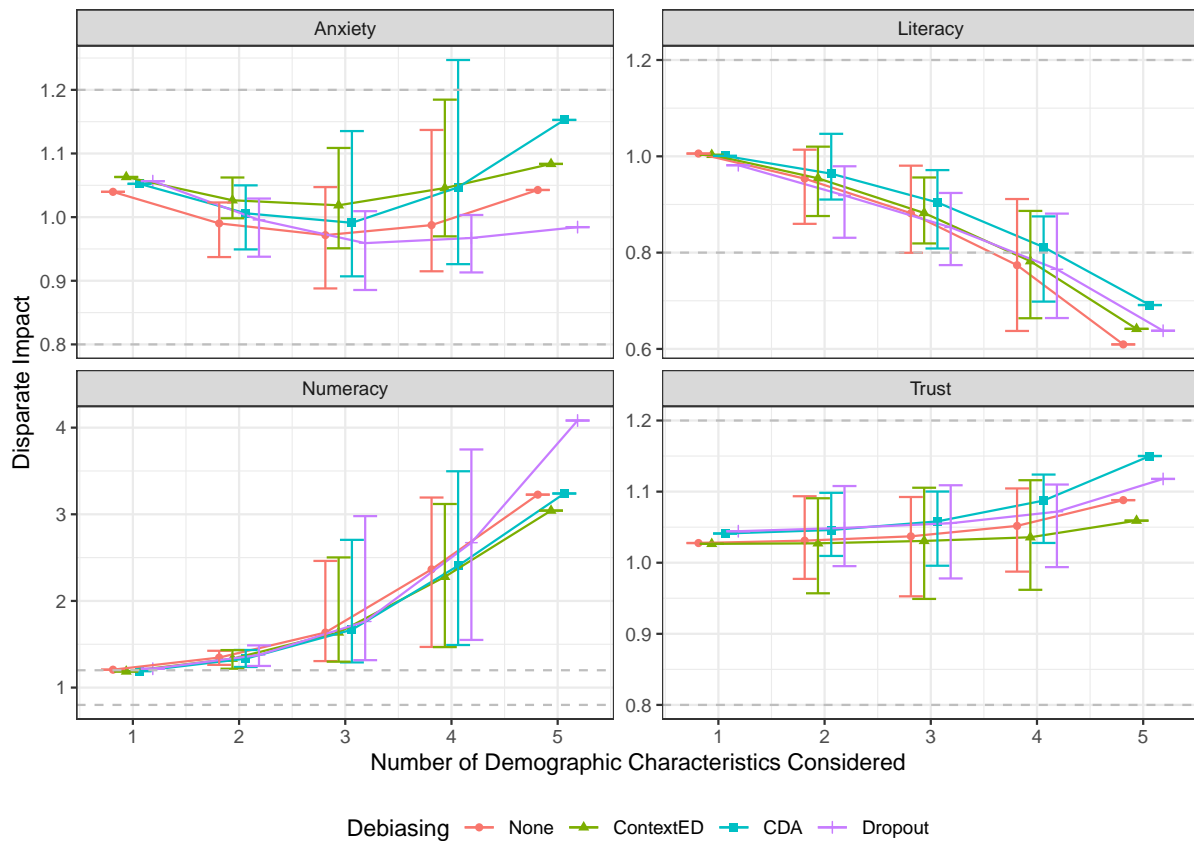 Anxiety
Literacy
1.2
1.1
1.0
0.9
0.8
1.2
1.0
0.8
0.6
Numeracy
Trust
4
3
2
1
1.2
1.1
1.0
0.9
0.8
1 2 3 4 5
1 2 3 4 5
Disparate Impact
Number of Demographic Characteristics Considered
Debiasing None ContextED CDA Dropout